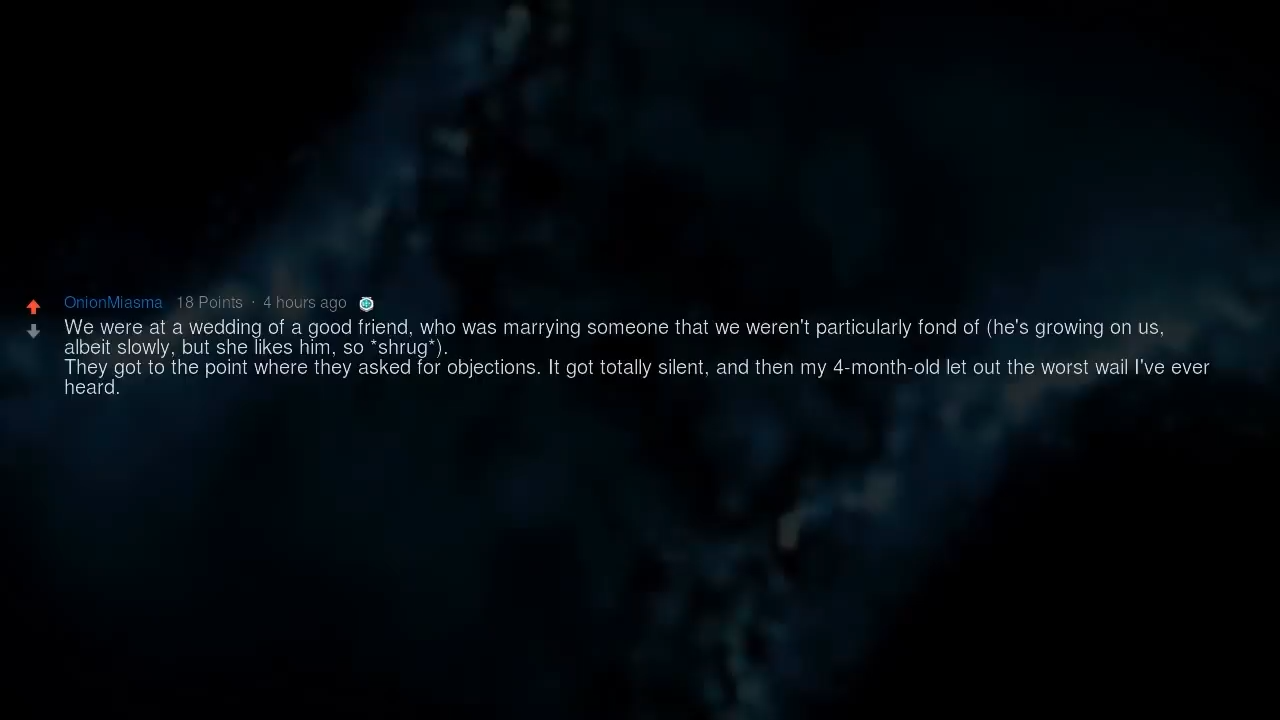 OnionMiasma 18 Points · 4 hours ago
We were at a wedding of a good friend, who was marrying someone that we weren't particularly fond of (he's growing on us,
albeit slowly, but she likes him, so *shrug*).
They got to the point where they asked for objections. It got totally silent, and then my 4-month-old let out the worst wail I've ever
heard.